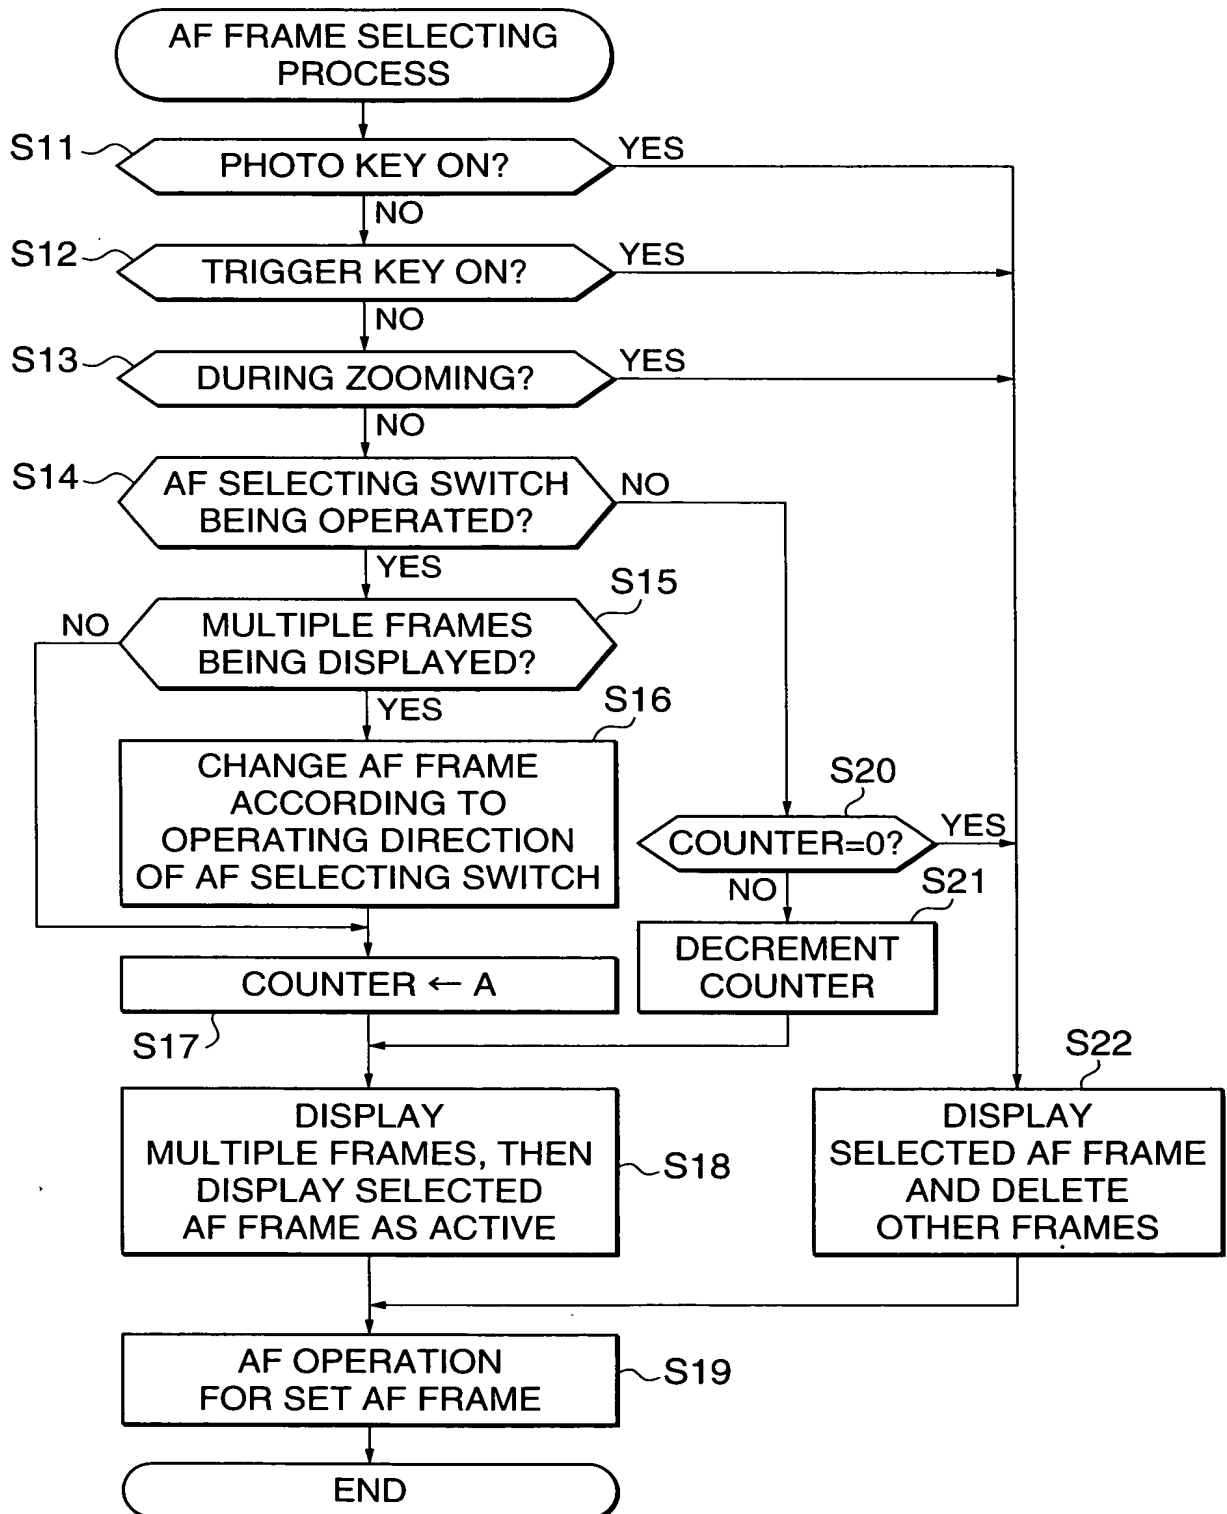 AF FRAME SELECTING
PROCESS
S11
PHOTO KEY ON?
YES
NO
S12
TRIGGER KEY ON?
YES
NO
S13
DURING ZOOMING?
YES
NO
S14
AF SELECTING SWITCH
BEING OPERATED?
NO
YES
S15
NO
MULTIPLE FRAMES
BEING DISPLAYED?
YES
S16
CHANGE AF FRAME
ACCORDING TO
OPERATING DIRECTION
OF AF SELECTING SWITCH
S20
COUNTER=0?
YES
NO
S21
DECREMENT
COUNTER
COUNTER ← A
S17
S22
DISPLAY
MULTIPLE FRAMES, THEN
DISPLAY SELECTED
AF FRAME AS ACTIVE
S18
DISPLAY
SELECTED AF FRAME
AND DELETE
OTHER FRAMES
AF OPERATION
FOR SET AF FRAME
S19
END